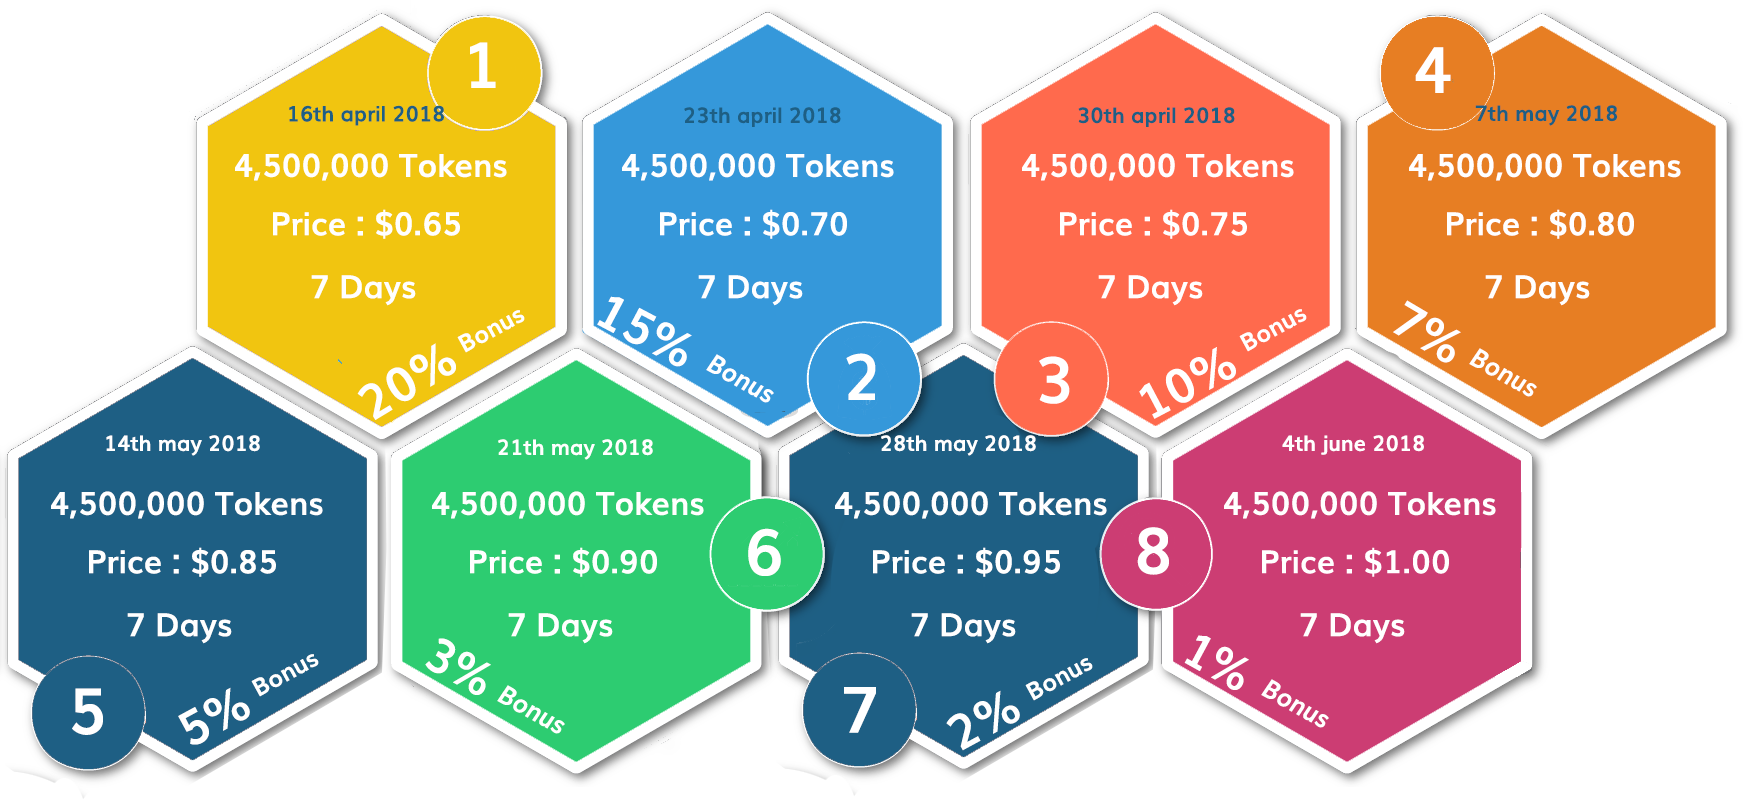 1
16th april 2018
4,500,000 Tokens
Price : $0.65
7 Days
20% Bonus
23th april 2018
4,500,000 Tokens
Price : $0.70
7 Days
15% Bonus
2
30th april 2018
4,500,000 Tokens
Price : $0.75
7 Days
10% Bonus
3
4
7th may 2018
4,500,000 Tokens
Price : $0.80
7 Days
7% Bonus
14th may 2018
4,500,000 Tokens
Price : $0.85
7 Days
5% Bonus
5
21th may 2018
4,500,000 Tokens
Price : $0.90
7 Days
3% Bonus
6
28th may 2018
4,500,000 Tokens
Price : $0.95
7 Days
2% Bonus
7
4th june 2018
4,500,000 Tokens
Price : $1.00
7 Days
1% Bonus
8